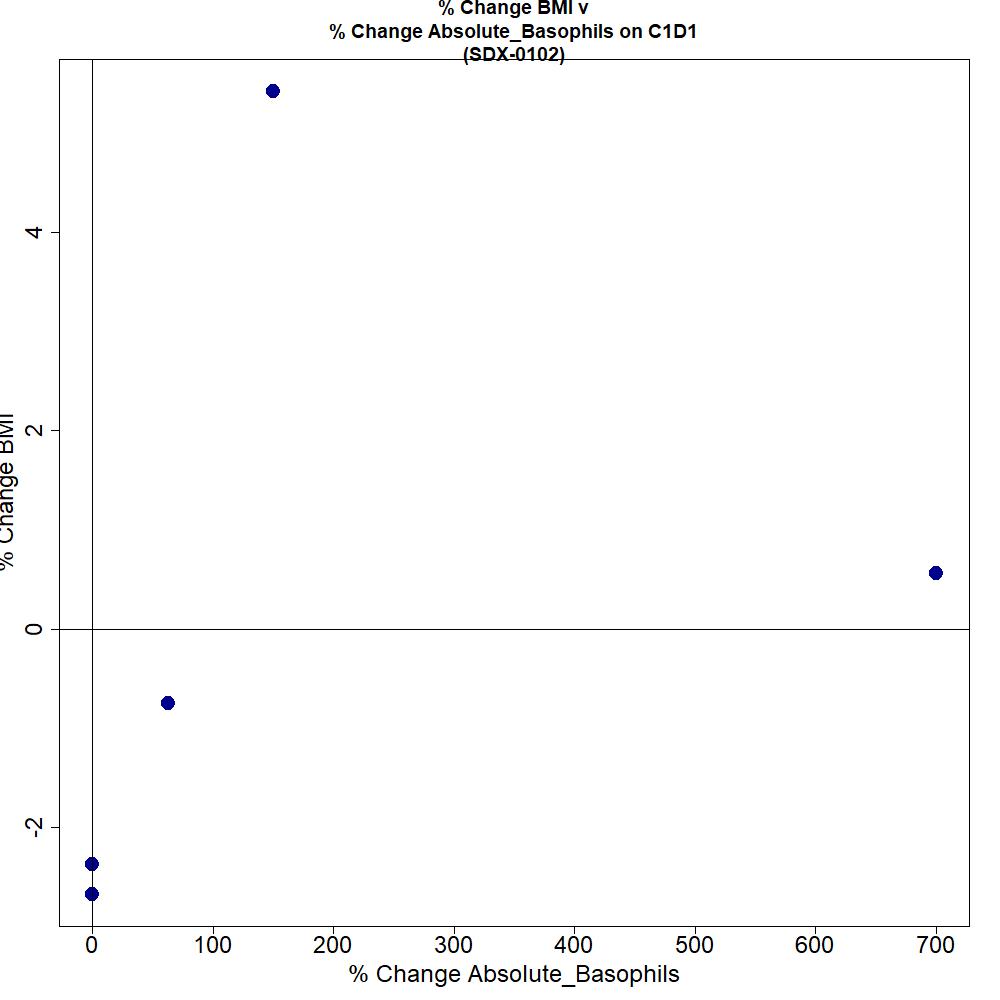 % Change BMI v
% Change Absolute_Basophils on C1D1
(SDX-0102)
% Change BMI
4
2
0
-2
0 100 200 300 400 500 600 700
% Change Absolute_Basophils